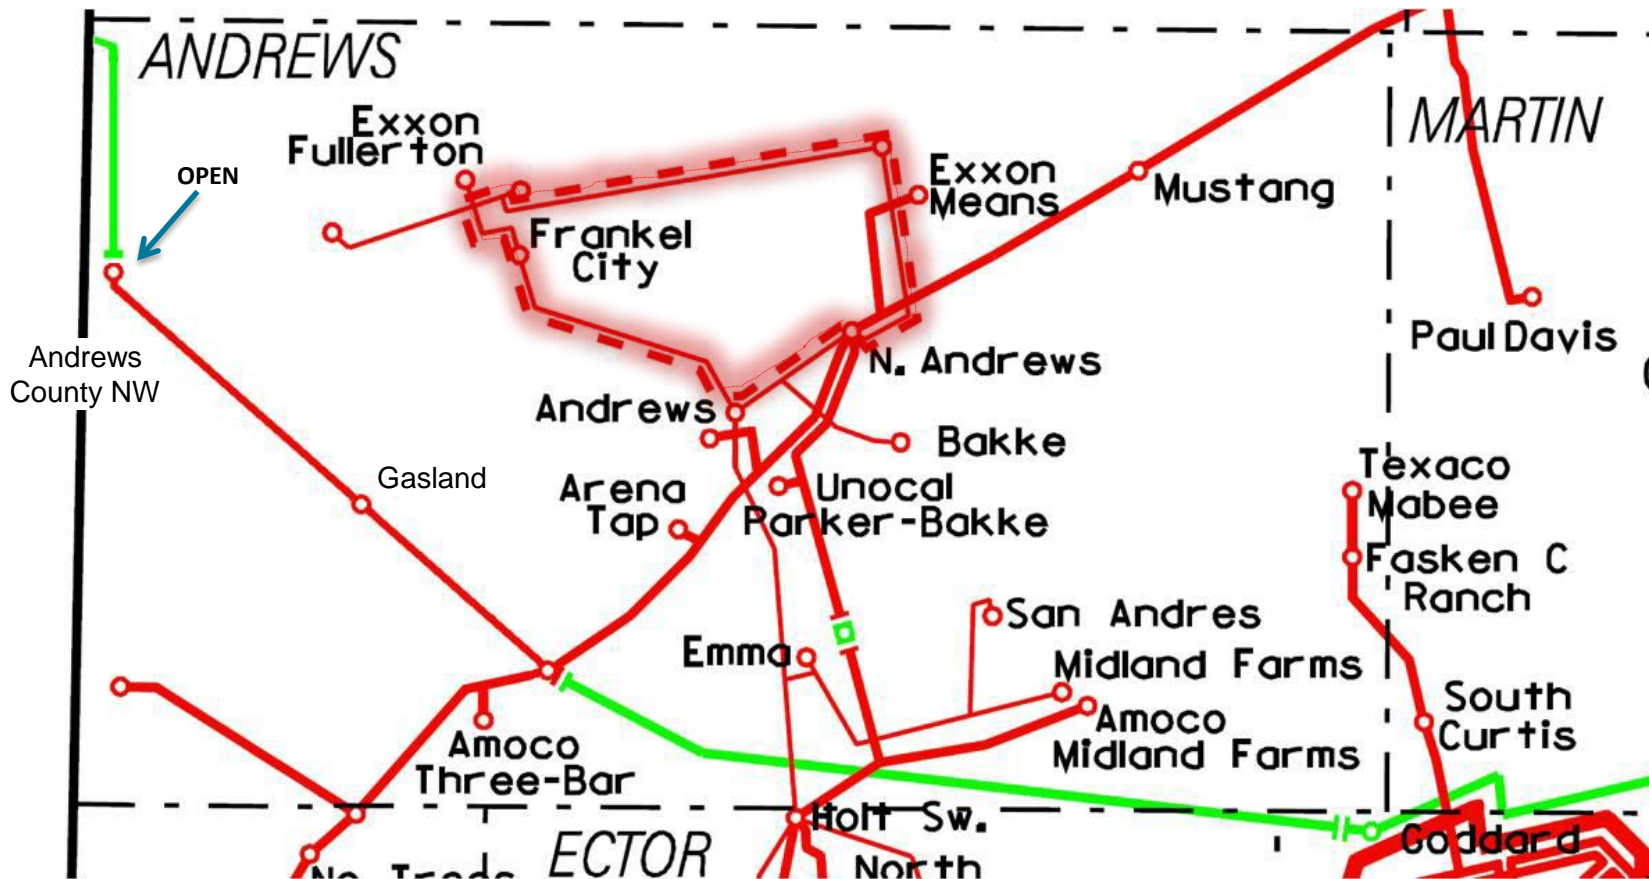 ANDREWS
MARTIN
Exxon
Fullerton
OPEN
Exxon
Means
Mustang
Frankel
City
Paul Davis
Andrews
County NW
N. Andrews
Andrews
Bakke
Gasland
Texaco
Mabee
Arena
Tap
Unocal
Parker-Bakke
Fasken C
Ranch
San Andres
Emma
Midland Farms
South
Curtis
Amoco
Midland Farms
Amoco
Three-Bar
Holt Sw.
Goddard
ECTOR
North